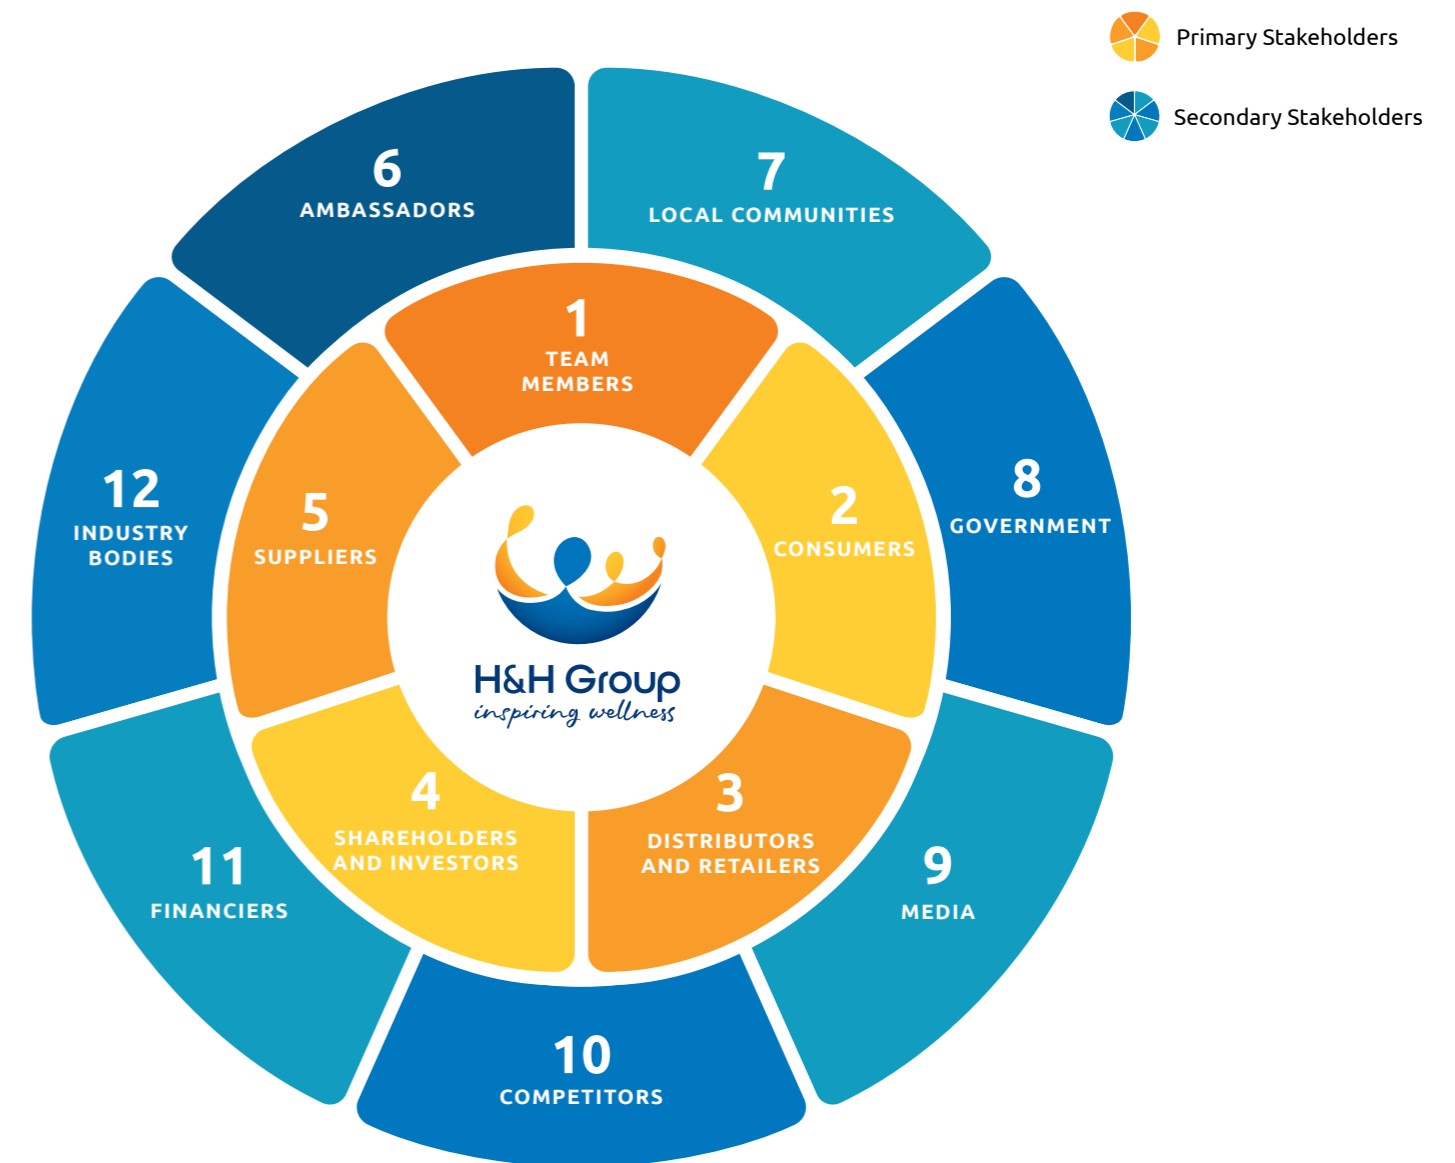 Primary Stakeholders
Secondary Stakeholders
6
AMBASSADORS
7
LOCAL COMMUNITIES
1
TEAM
MEMBERS
12
INDUSTRY
BODIES
5
SUPPLIERS
2
CONSUMERS
8
GOVERNMENT
H&H Group
inspiring wellness
4
SHAREHOLDERS
AND INVESTORS
3
DISTRIBUTORS
AND RETAILERS
11
FINANCIERS
9
MEDIA
10
COMPETITORS